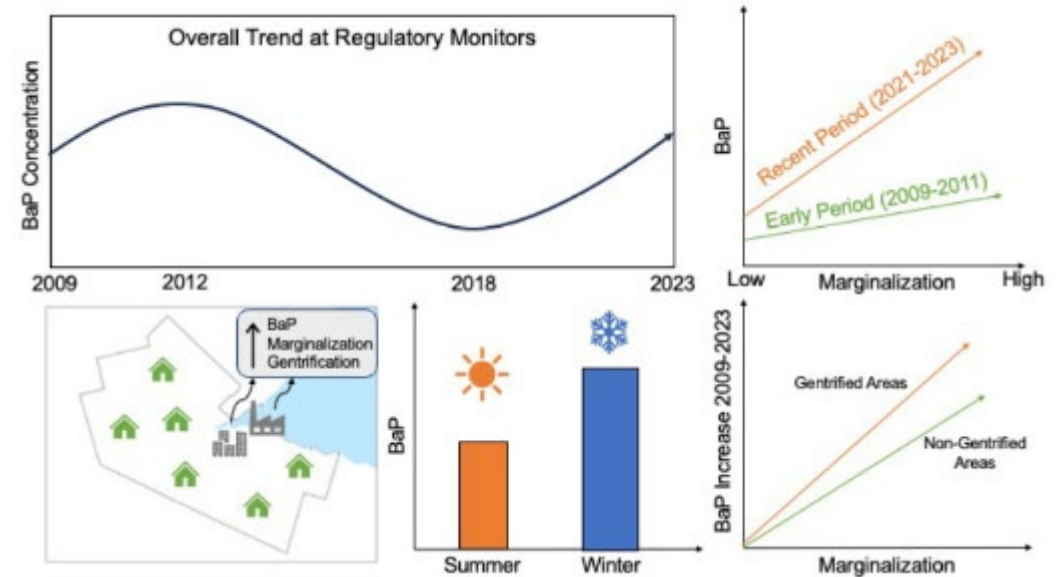 Overall Trend at Regulatory Monitors
BaP Concentration
2009
2012
2018
2023
BaP
Recent Period (2021-2023)
Early Period (2009-2011)
Low
Marginalization
High
BaP
Marginalization
Gentrification
BaP
Summer
Winter
BaP Increase 2009-2023
Gentrified Areas
Non-Gentrified
Areas
Marginalization